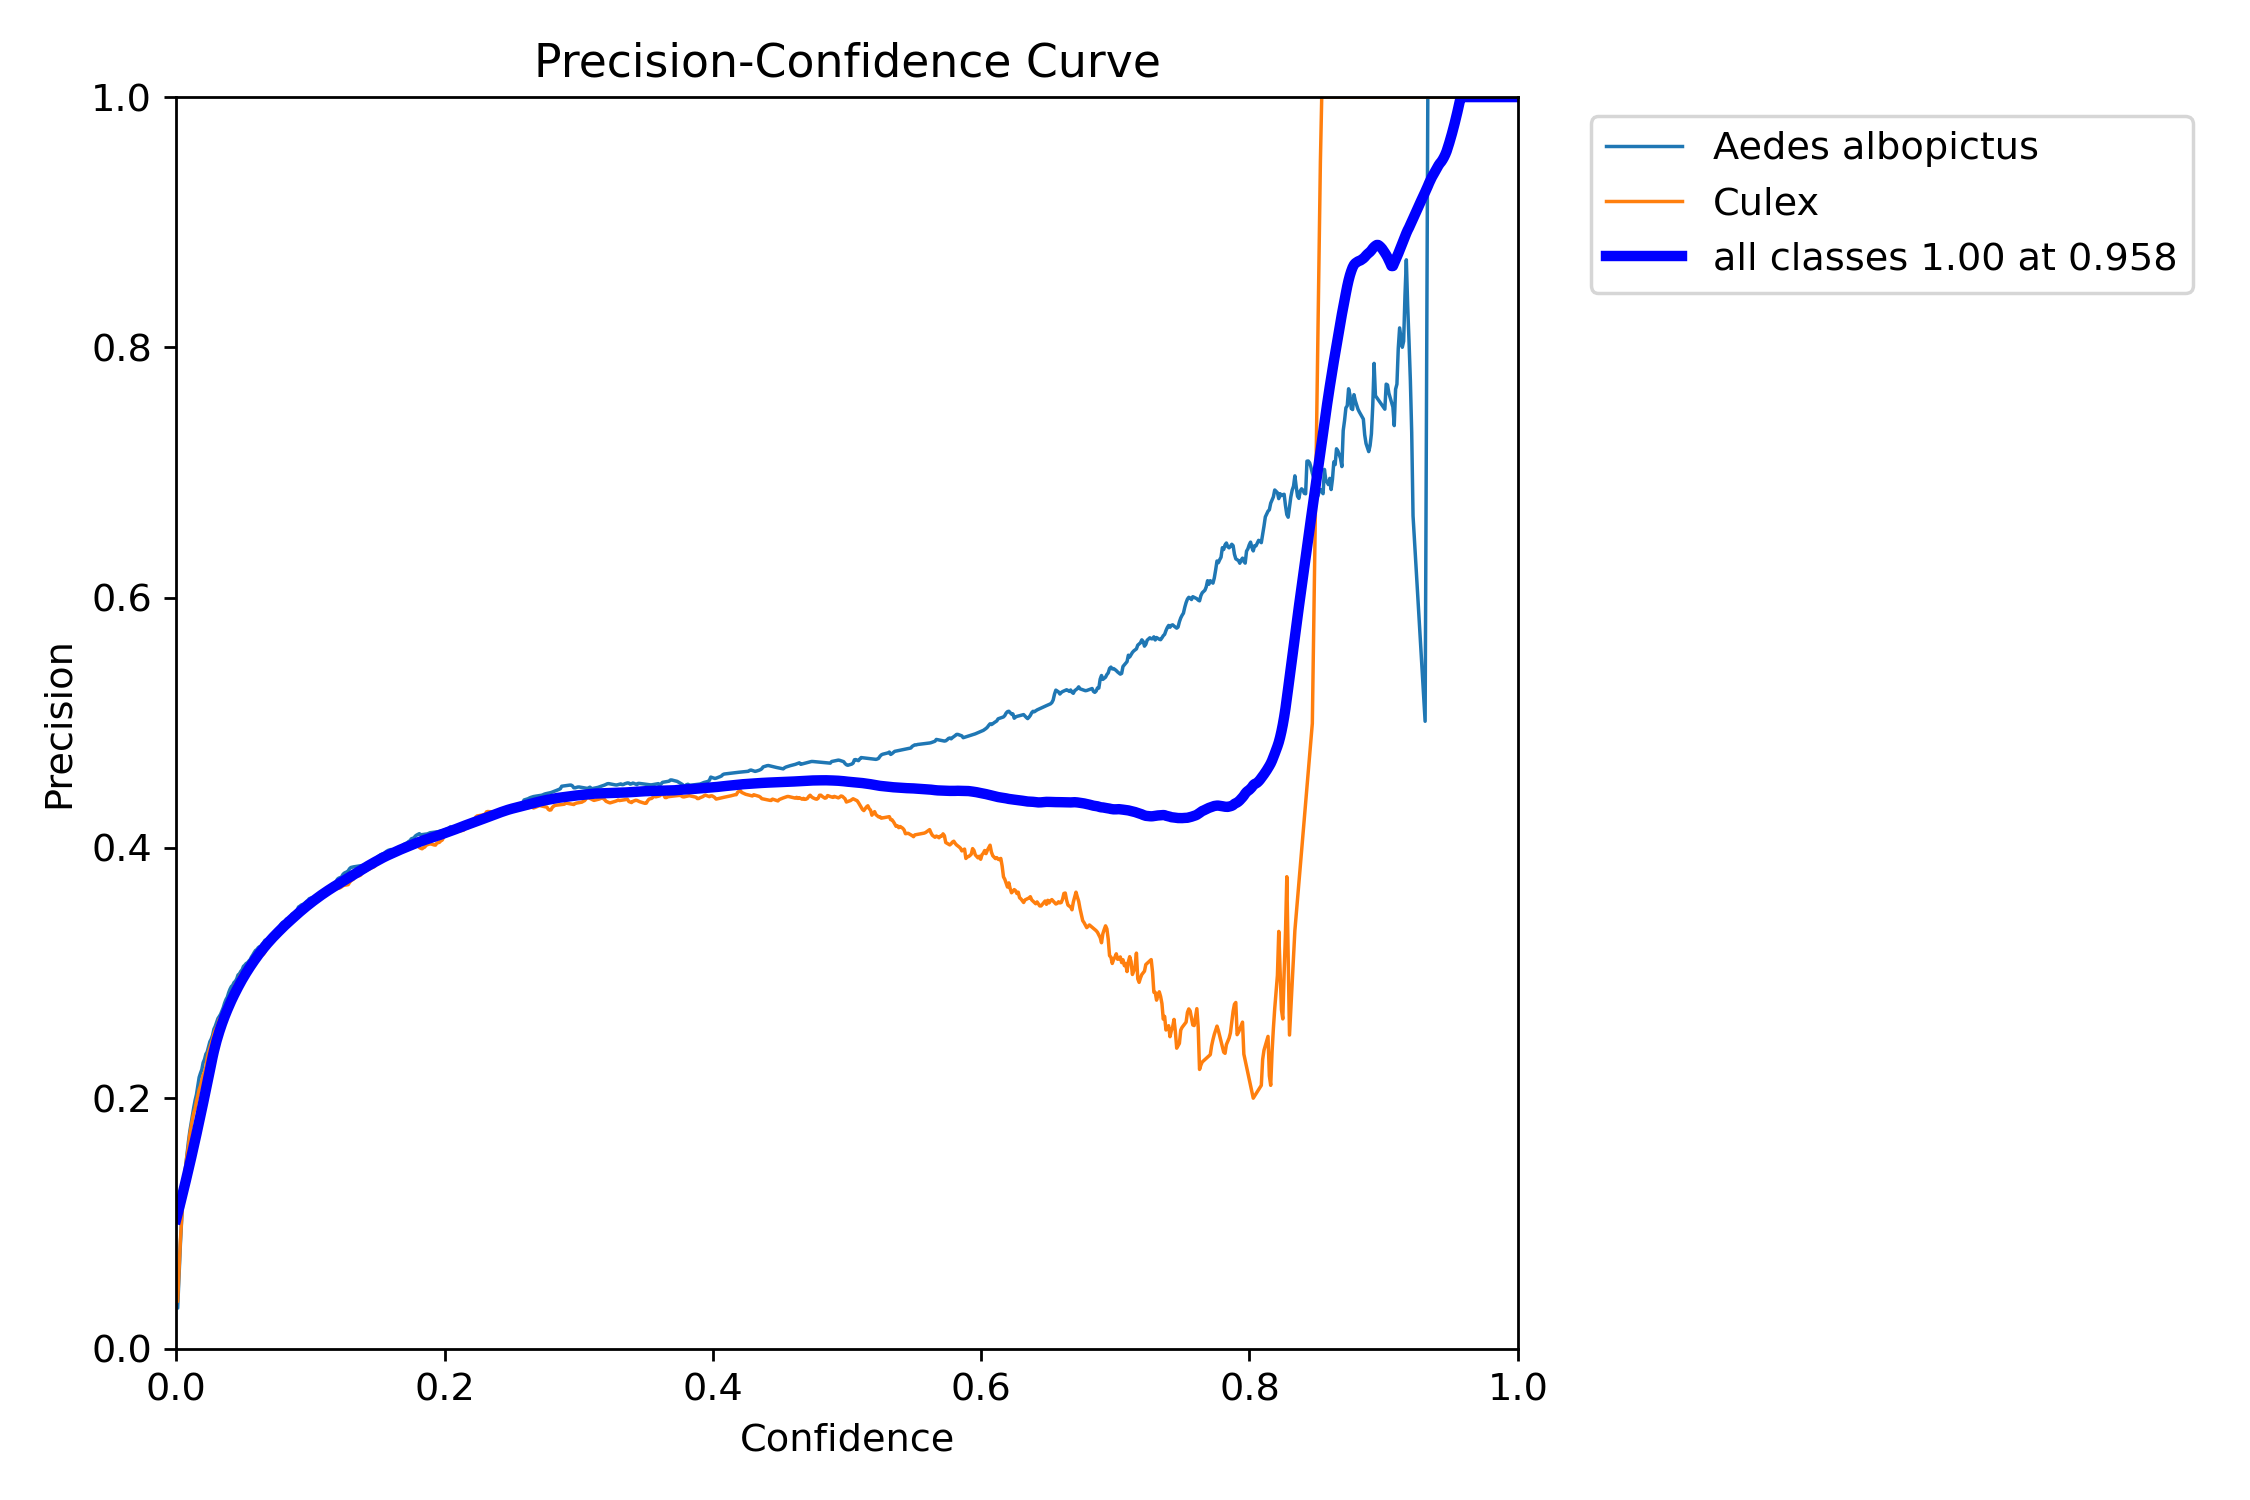 Precision-Confidence Curve
1.0
0.8
0.6
0.4
0.2
0.0
Precision
0.0 0.2 0.4 0.6 0.8 1.0
Confidence
Aedes albopictus
Culex
all classes 1.00 at 0.958